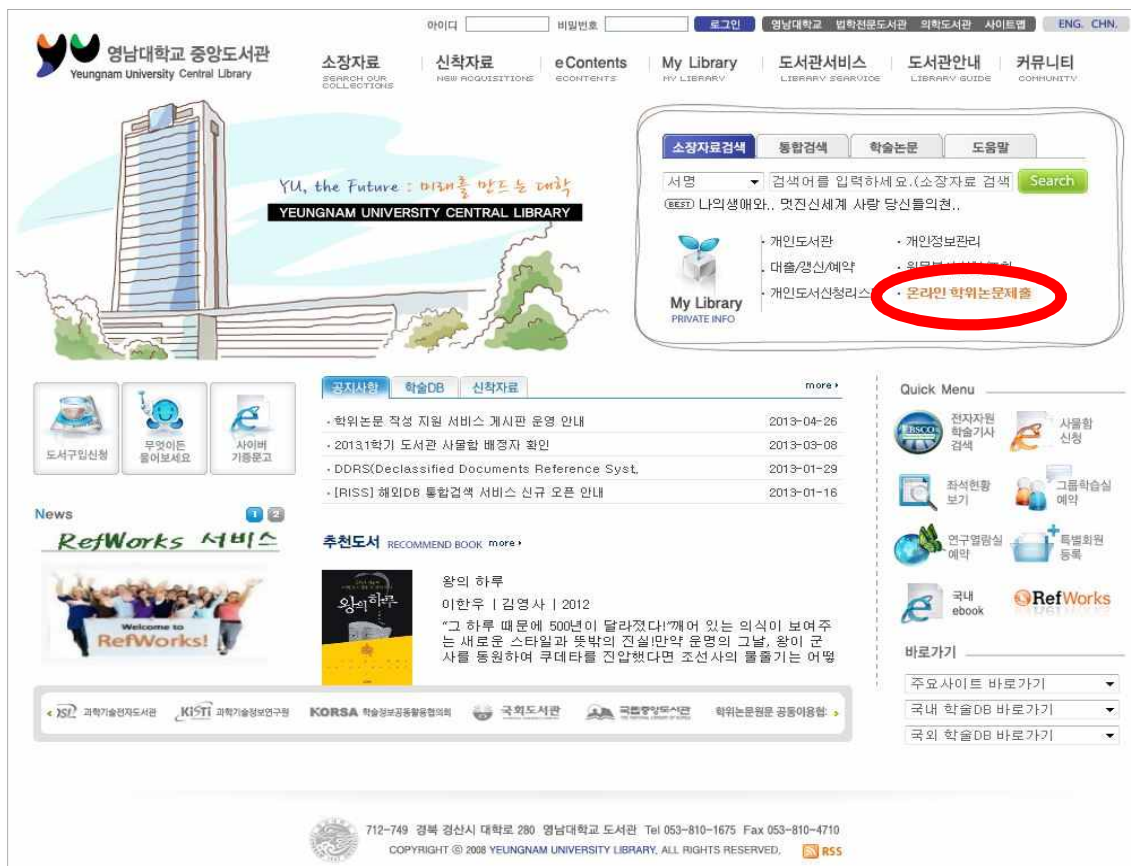 아이디 비밀번호 로그인 영남대학교 법학전문도서관 의학도서관 사이트맵 ENG. CHN.
영남대학교 중앙도서관
Yeungnam University Central Library
소장자료 신착자료 eContents My Library 도서관서비스 도서관안내 커뮤니티
SEARCH OUR COLLECTIONS NEW ACQUISITIONS ECONTENTS MY LIBRARY LIBRARY SEARVICE LIBRARY GUIDE COMMUNITY
YU, the Future : 미래를 만드는 대학
YEUNGNAM UNIVERSITY CENTRAL LIBRARY
소장자료검색 통합검색 학술논문 도움말
서명 검색어를 입력하세요.(소장자료 검색 Search
BEST 나의생애와.. 멋진신세계 사랑 당신들의천..
My Library
PRIVATE INFO
· 개인도서관 · 개인정보관리
· 대출/갱신/예약
· 개인도서신청리스 · 온라인 학위논문제출
도서구입신청
무엇이든 물어보세요
사이버 기증문고
공지사항 학술DB 신착자료 more
· 학위논문 작성 지원 서비스 게시판 운영 안내 2013-04-26
· 2013.1학기 도서관 사물함 배정자 확인 2013-03-08
· DDRS(Declassified Documents Reference Syst. 2013-01-29
· [RISS] 해외DB 통합검색 서비스 신규 오픈 안내 2013-01-16
News 1 2
RefWorks 서비스
Welcome to
RefWorks!
추천도서 RECOMMEND BOOK more
왕의 하루
왕의 하루
이한우 | 김영사 | 2012
“그 하루 때문에 500년이 달라졌다!”깨어 있는 의식이 보여주
는 새로운 스타일과 뜻밖의 진실!만약 운명의 그날, 왕이 군
사를 동원하여 쿠데타를 진압했다면 조선사의 물줄기는 어떻
Quick Menu
EBSCO 전자자원 학술기사 검색
사물함 신청
좌석현황 보기
그룹학습실 예약
연구열람실 예약
특별회원 등록
국내 ebook
RefWorks
바로가기
주요사이트 바로가기
국내 학술DB 바로가기
국외 학술DB 바로가기
과학기술전자도서관 KiSTi 과학기술정보연구원 KORSA 학술정보공동활용협의회 국회도서관 국립중앙도서관 학위논문원문 공동이용협:
712-749 경북 경산시 대학로 280 영남대학교 도서관 Tel 053-810-1675 Fax 053-810-4710
COPYRIGHT © 2008 YEUNGNAM UNIVERSITY LIBRARY, ALL RIGHTS RESERVED, RSS